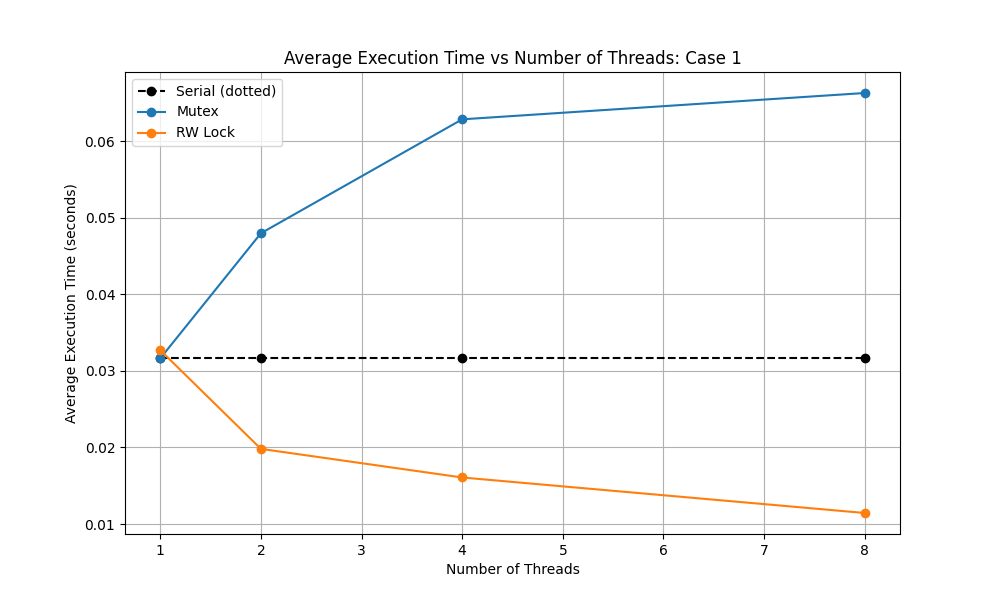 Average Execution Time vs Number of Threads: Case 1
Serial (dotted)
Mutex
RW Lock
0.06
0.05
0.04
0.03
0.02
0.01
Average Execution Time (seconds)
1 2 3 4 5 6 7 8
Number of Threads